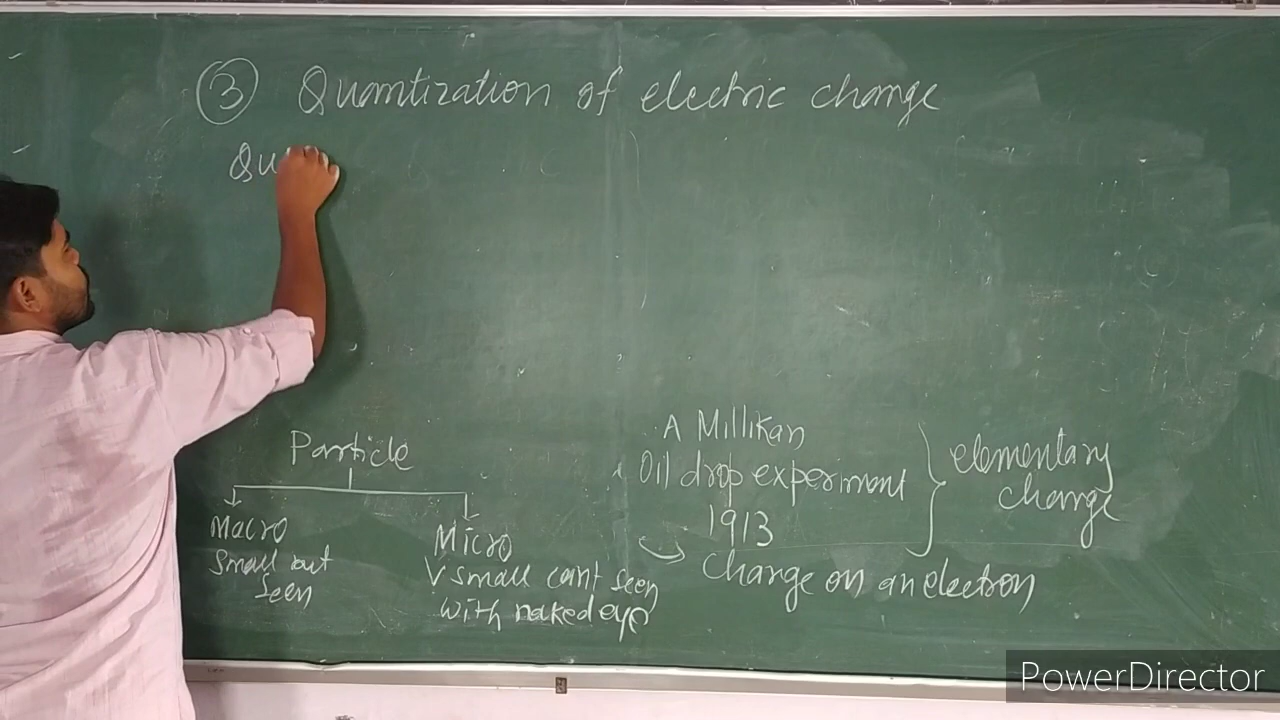 ③ Quantization of electric charge
Qu
Particle
Macro
Small but
Seen
Micro
V small cant seen
with naked eye
A Millikan
Oil drop experiment
1913
Charge on an electron
elementary
charge
PowerDirector